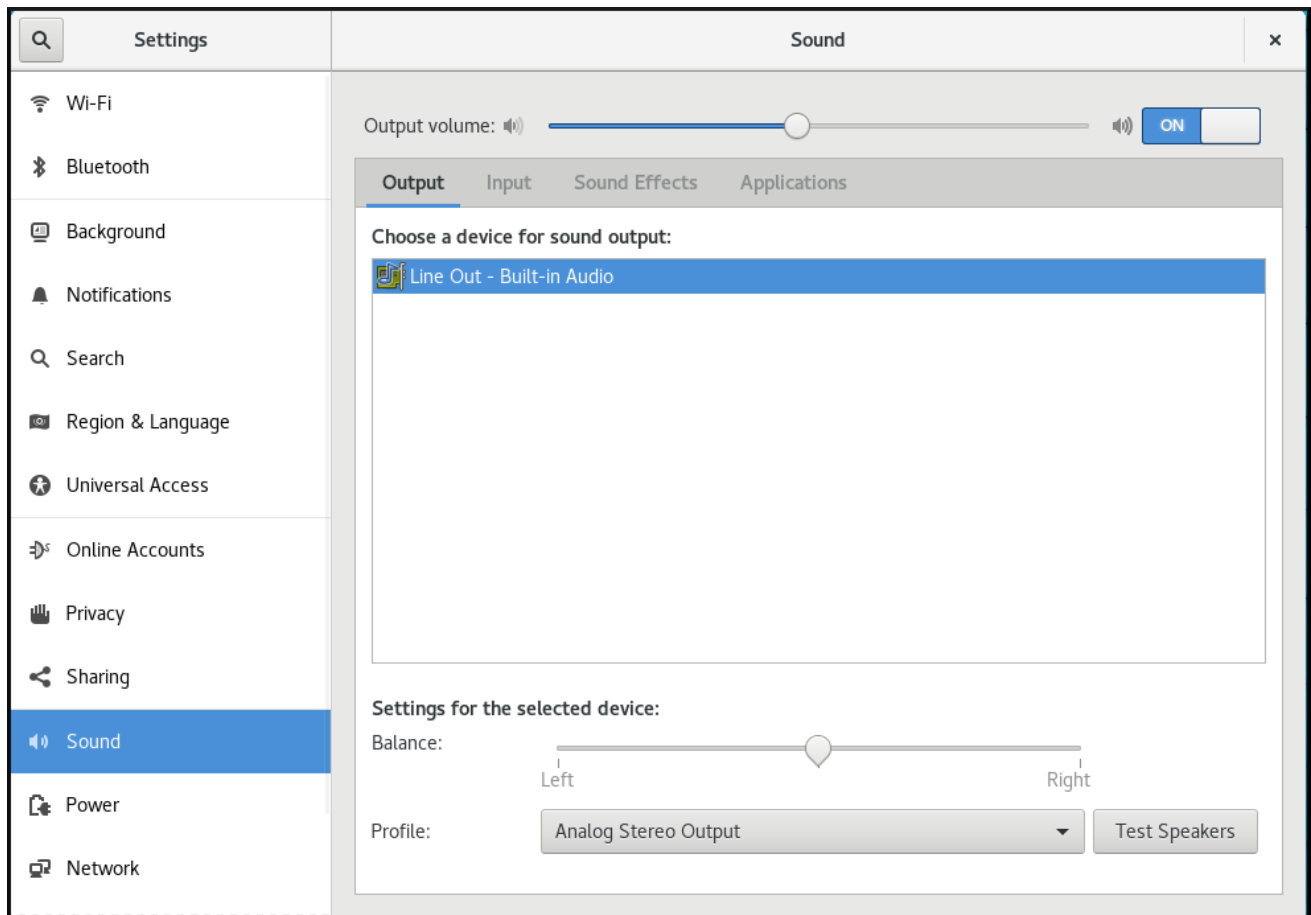 Settings
Sound
Wi-Fi
Bluetooth
Background
Notifications
Search
Region & Language
Universal Access
Online Accounts
Privacy
Sharing
Sound
Power
Network
Output volume:
ON
Output Input Sound Effects Applications
Choose a device for sound output:
Line Out - Built-in Audio
Settings for the selected device:
Balance:
Left Right
Profile: Analog Stereo Output Test Speakers